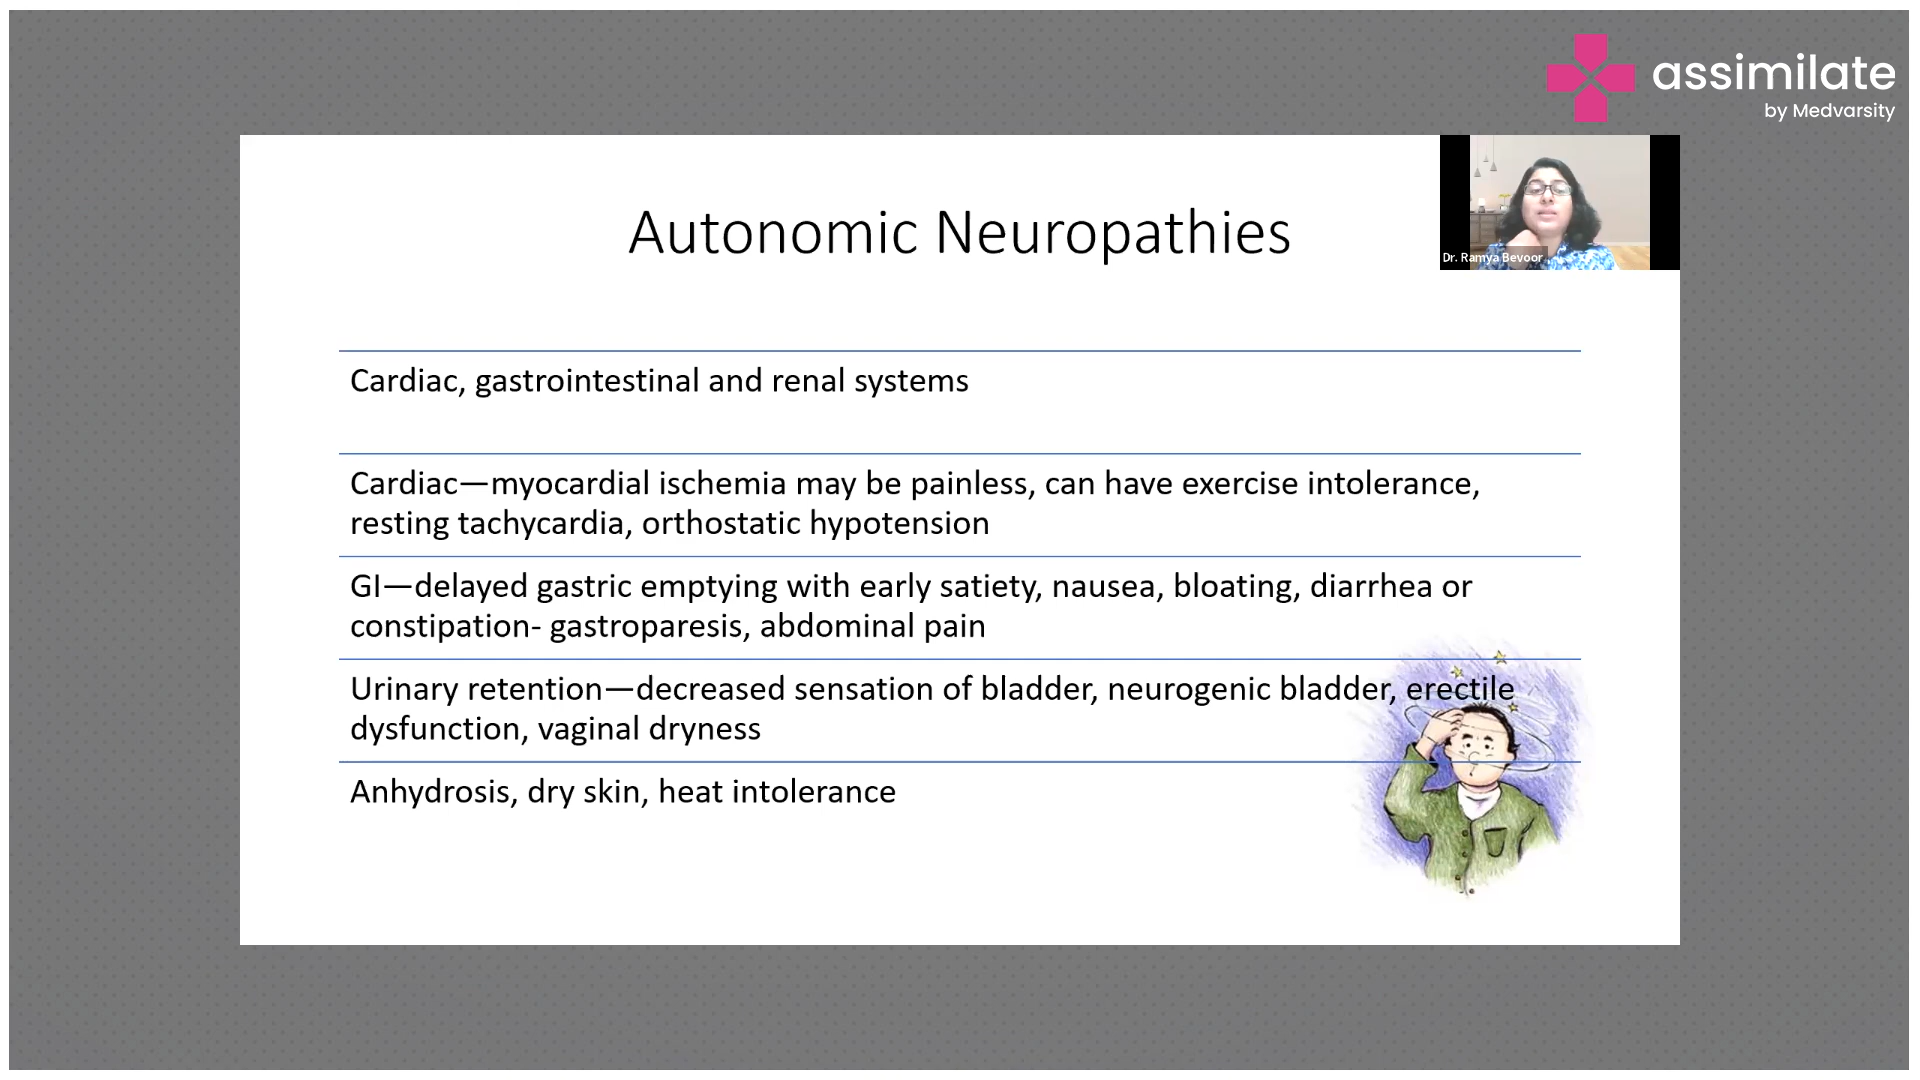 assimilate
by Medvarsity
Autonomic Neuropathies
Dr. Ramya Bevoor
Cardiac, gastrointestinal and renal systems
Cardiac—myocardial ischemia may be painless, can have exercise intolerance,
resting tachycardia, orthostatic hypotension
GI—delayed gastric emptying with early satiety, nausea, bloating, diarrhea or
constipation- gastroparesis, abdominal pain
Urinary retention—decreased sensation of bladder, neurogenic bladder, erectile
dysfunction, vaginal dryness
Anhydrosis, dry skin, heat intolerance